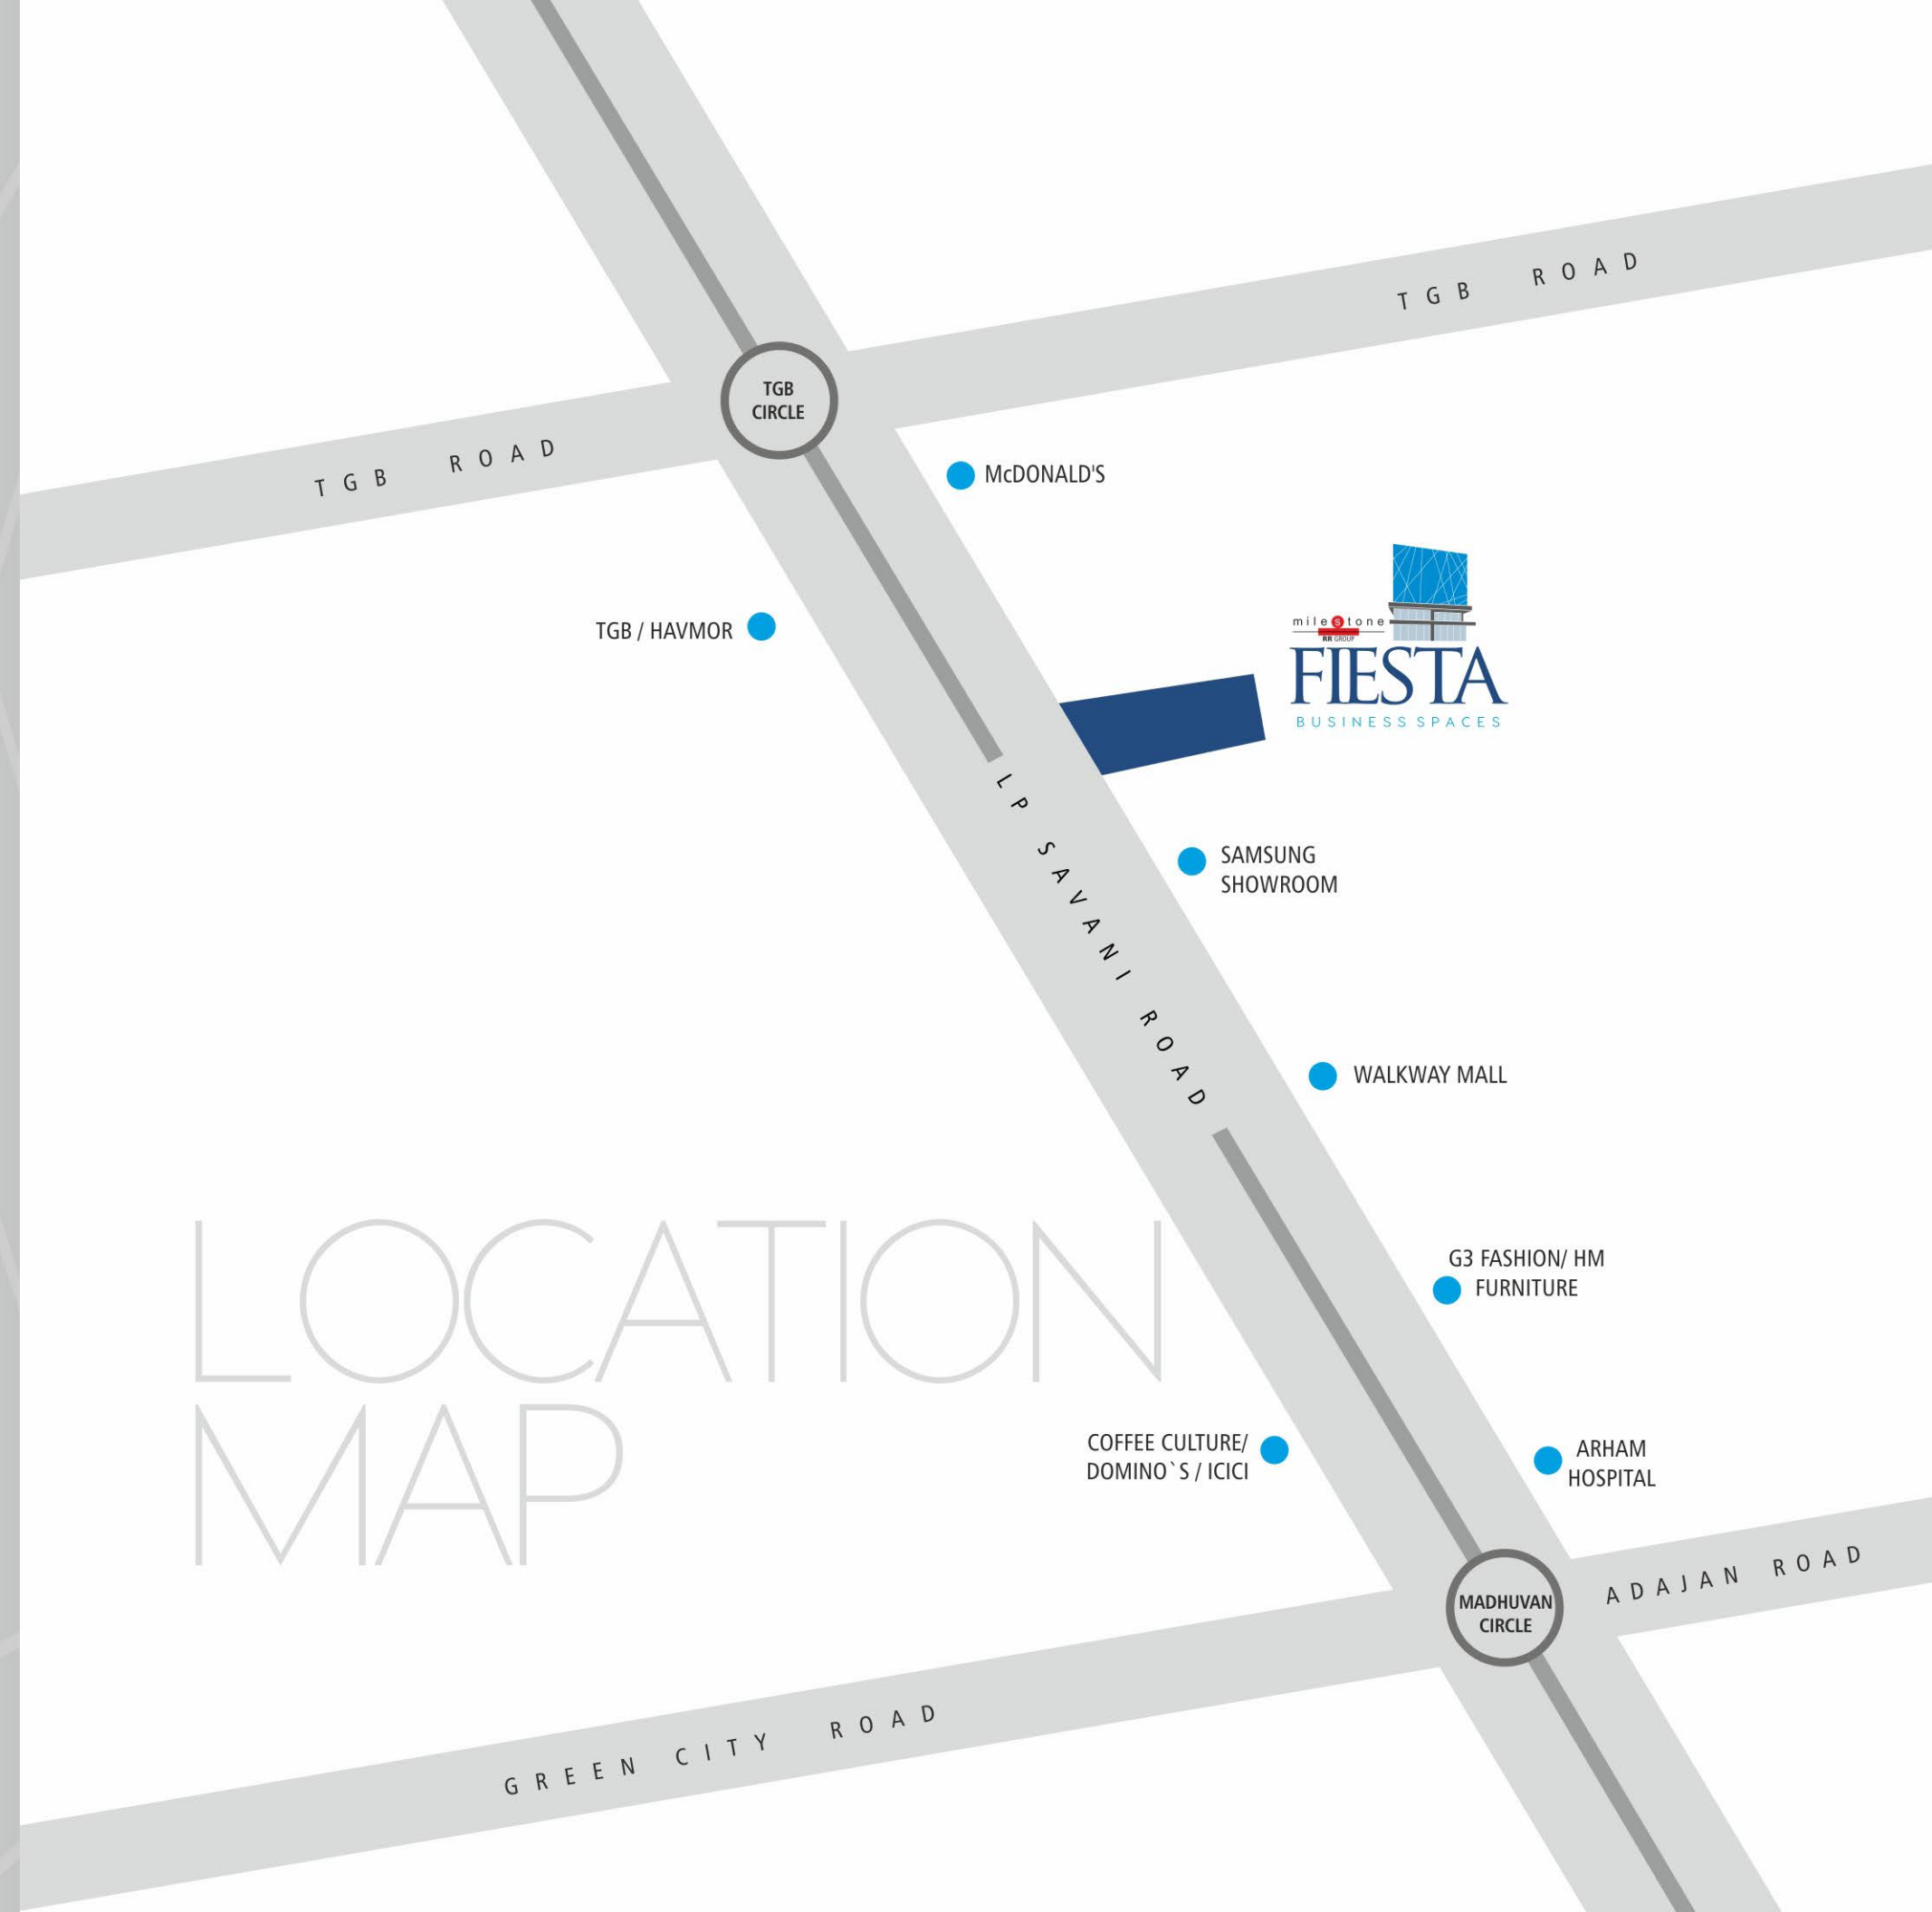 TGB ROAD
TGB
CIRCLE
TGB ROAD
McDONALD'S
TGB / HAVMOR
milestone
RR GROUP
FIESTA
BUSINESS SPACES
LP SAVANI ROAD
SAMSUNG
SHOWROOM
WALKWAY MALL
LOCATION
MAP
G3 FASHION/ HM
FURNITURE
COFFEE CULTURE/
DOMINO`S / ICICI
ARHAM
HOSPITAL
MADHUVAN
CIRCLE
ADAJAN ROAD
GREEN CITY ROAD